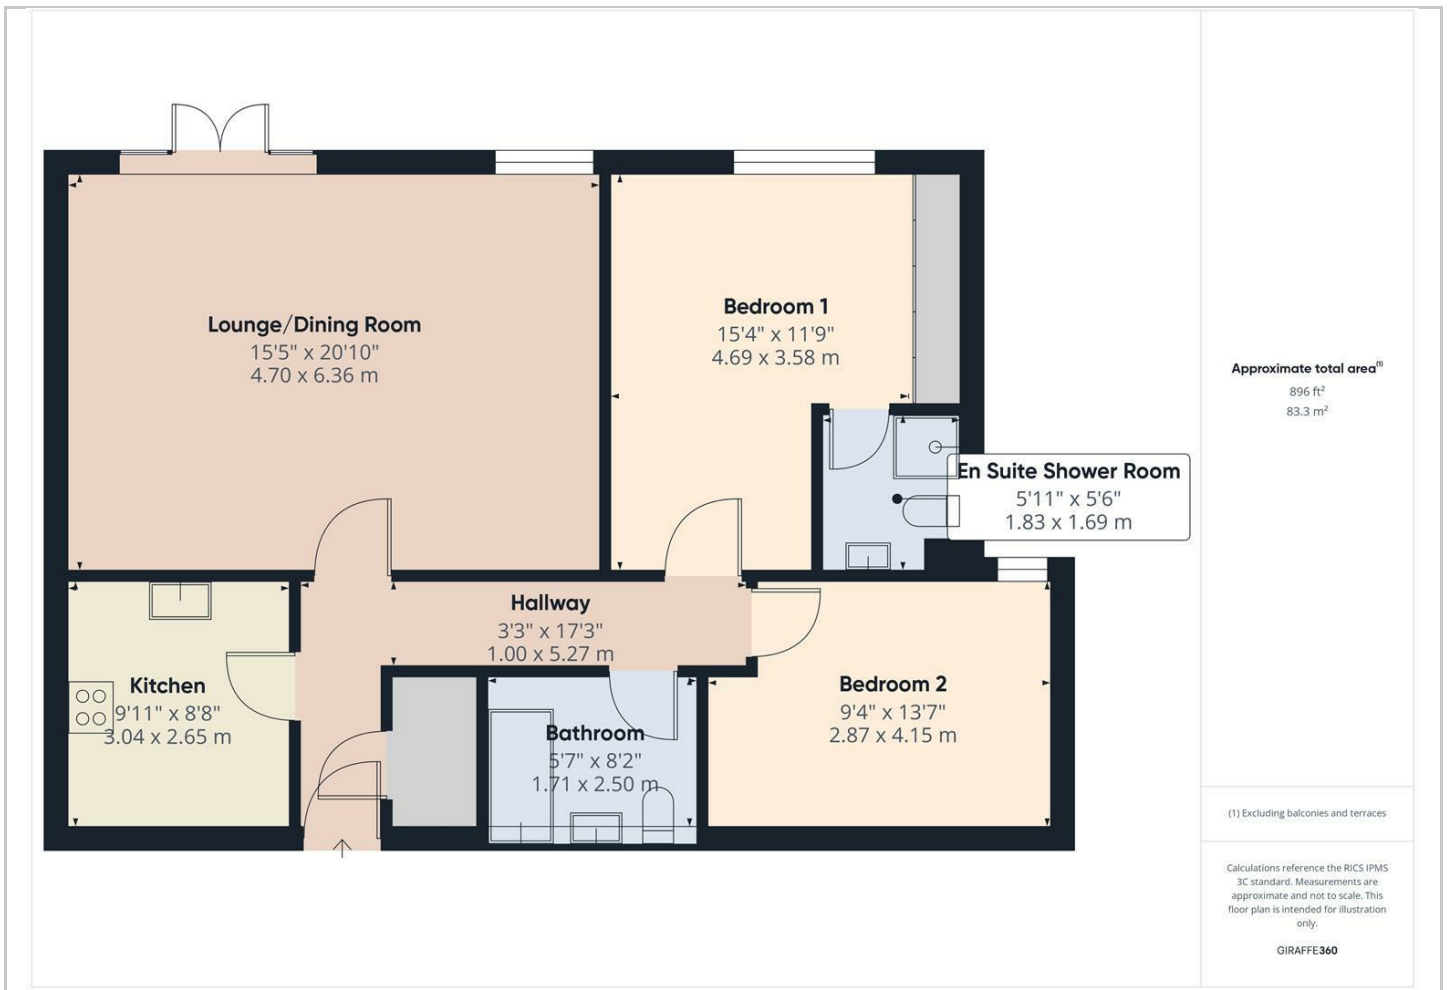 Lounge/Dining Room
15'5" x 20'10"
4.70 x 6.36 m
Bedroom 1
15'4" x 11'9"
4.69 x 3.58 m
En Suite Shower Room
5'11" x 5'6"
1.83 x 1.69 m
Hallway
3'3" x 17'3"
1.00 x 5.27 m
Kitchen
9'11" x 8'8"
3.04 x 2.65 m
Bathroom
5'7" x 8'2"
1.71 x 2.50 m
Bedroom 2
9'4" x 13'7"
2.87 x 4.15 m
Approximate total area(1)
896 ft²
83.3 m²
(1) Excluding balconies and terraces
Calculations reference the RICS IPMS
3C standard. Measurements are
approximate and not to scale. This
floor plan is intended for illustration
only.
GIRAFFE360